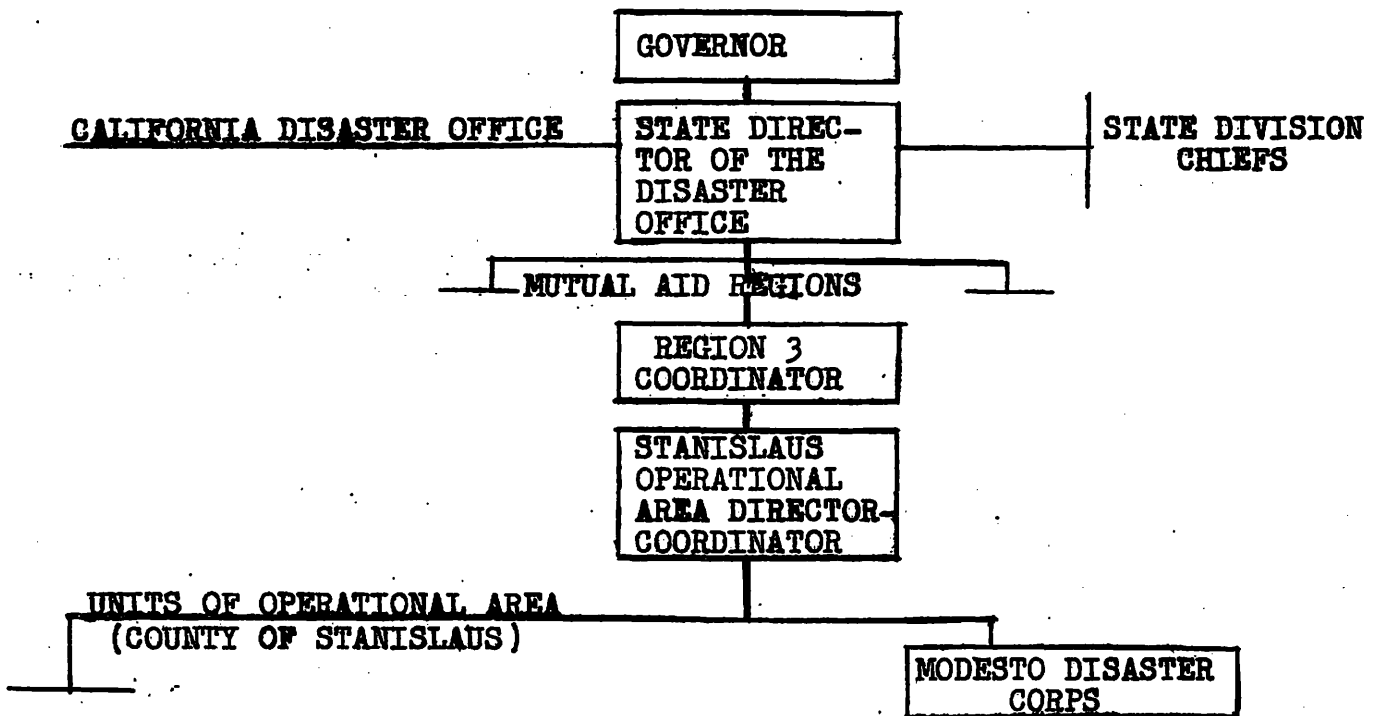 GOVERNOR
CALIFORNIA DISASTER OFFICE
STATE DIREC-
TOR OF THE
DISASTER
OFFICE
STATE DIVISION
CHIEFS
MUTUAL AID REGIONS
REGION 3
COORDINATOR
STANISLAUS
OPERATIONAL
AREA DIRECTOR-
COORDINATOR
UNITS OF OPERATIONAL AREA
(COUNTY OF STANISLAUS)
MODESTO DISASTER
CORPS